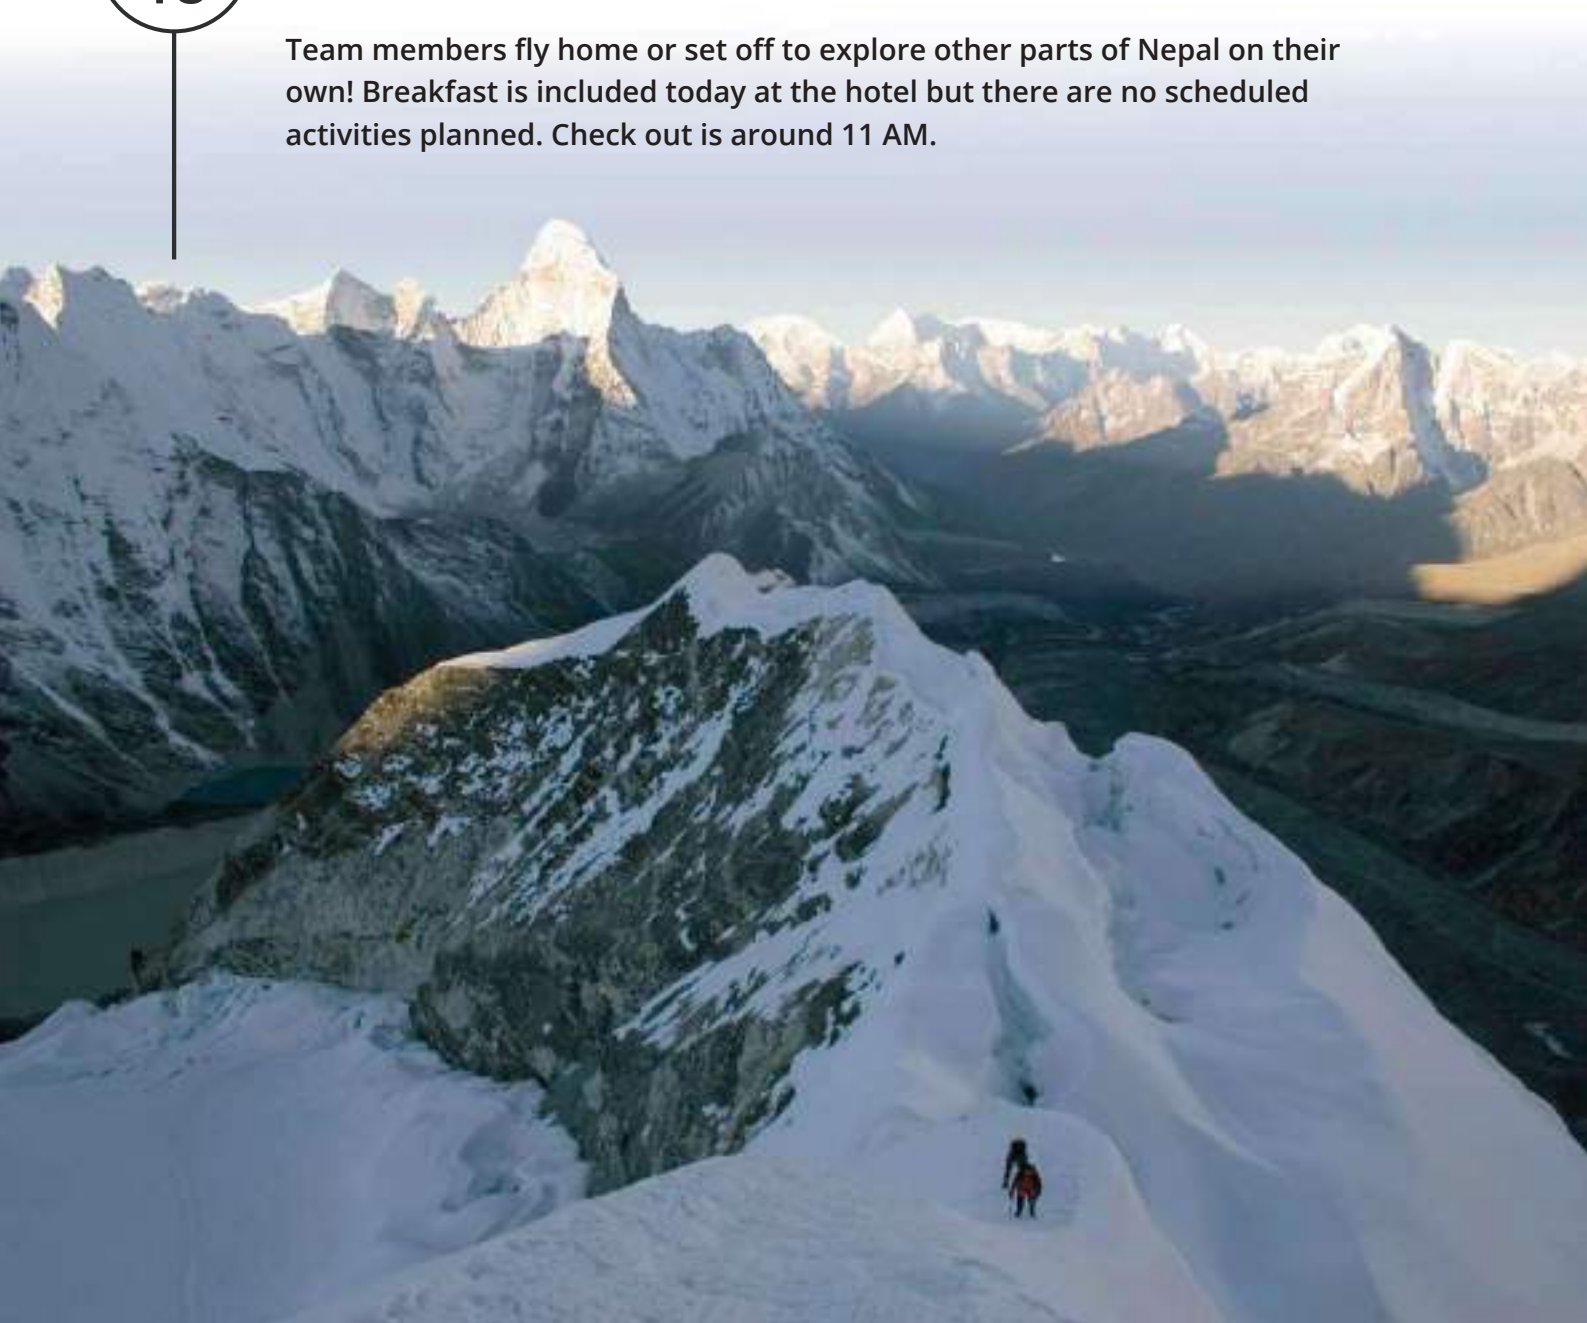 Team members fly home or set off to explore other parts of Nepal on their
own! Breakfast is included today at the hotel but there are no scheduled
activities planned. Check out is around 11 AM.